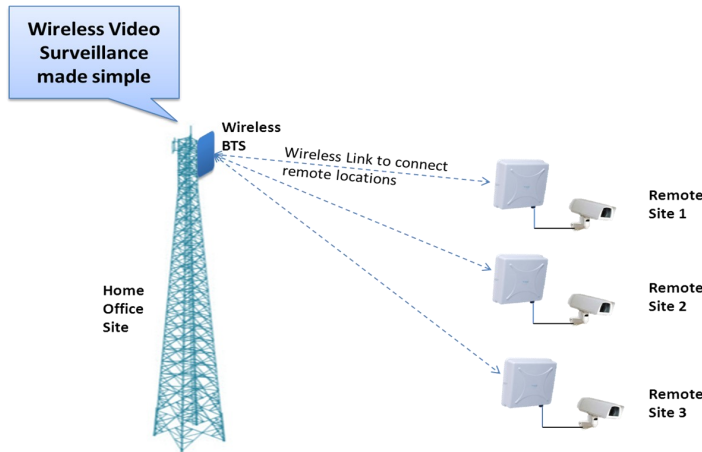 Wireless Video
Surveillance
made simple
Wireless
BTS
Wireless Link to connect
remote locations
Remote
Site 1
Home
Office
Site
Remote
Site 2
Remote
Site 3